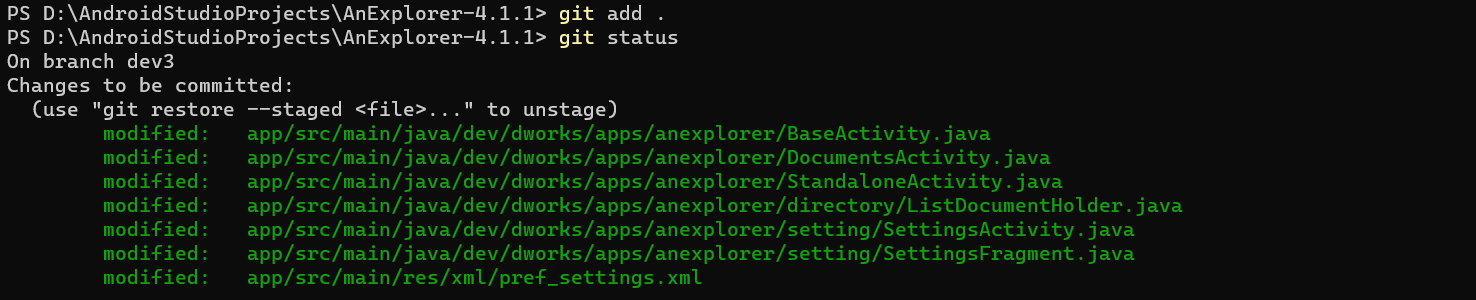 PS D:\AndroidStudioProjects\AnExplorer-4.1.1> git add .
PS D:\AndroidStudioProjects\AnExplorer-4.1.1> git status
On branch dev3
Changes to be committed:
  (use "git restore --staged <file>..." to unstage)
        modified:   app/src/main/java/dev/dworks/apps/anexplorer/BaseActivity.java
        modified:   app/src/main/java/dev/dworks/apps/anexplorer/DocumentsActivity.java
        modified:   app/src/main/java/dev/dworks/apps/anexplorer/StandaloneActivity.java
        modified:   app/src/main/java/dev/dworks/apps/anexplorer/directory/ListDocumentHolder.java
        modified:   app/src/main/java/dev/dworks/apps/anexplorer/setting/SettingsActivity.java
        modified:   app/src/main/java/dev/dworks/apps/anexplorer/setting/SettingsFragment.java
        modified:   app/src/main/res/xml/pref_settings.xml